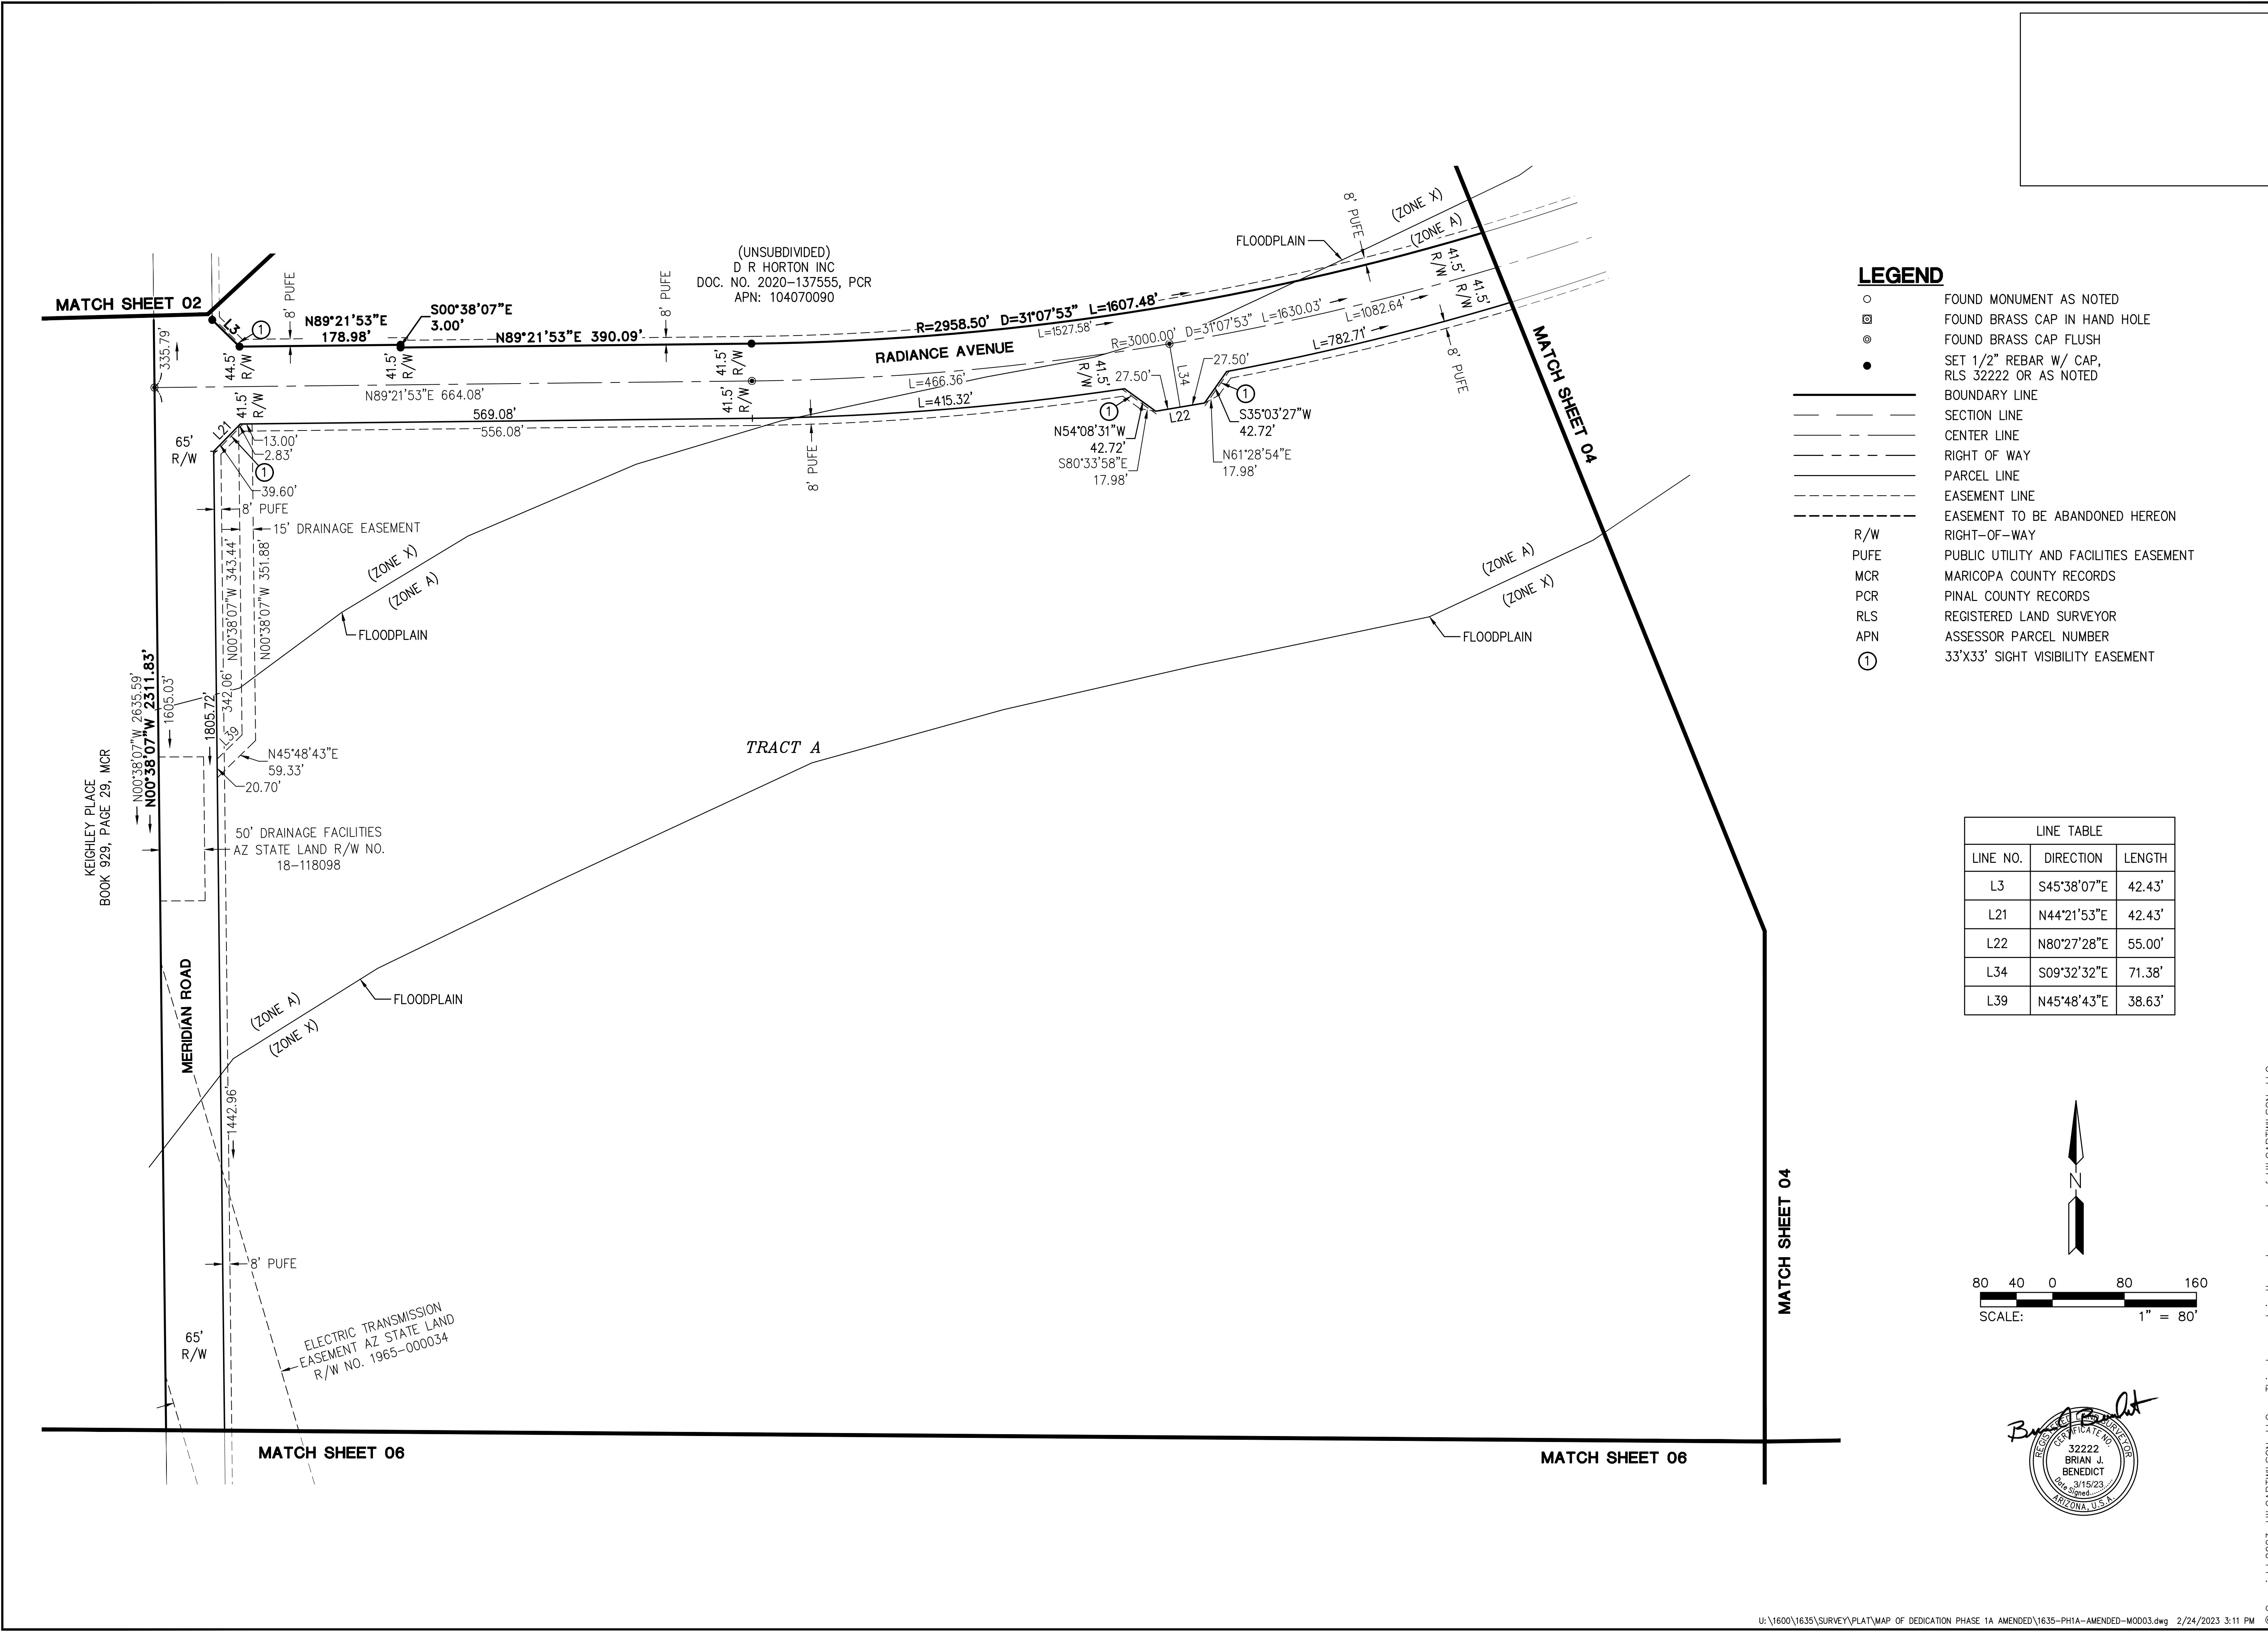 MATCH SHEET 02
335.79'
L3
1
8' PUFE
44.5'
R/W
N89°21'53"E
178.98'
S00°38'07"E
3.00'
41.5'
R/W
N89°21'53"E 390.09'
8' PUFE
(UNSUBDIVIDED)
D R HORTON INC
DOC. NO. 2020-137555, PCR
APN: 104070090
41.5'
R/W
41.5'
R/W
R=2958.50' D=31°07'53" L=1607.48'
L=1527.58'
RADIANCE AVENUE
R=3000.00' D=31°07'53" L=1630.03'
L=1082.64'
FLOODPLAIN
8' PUFE
(ZONE X)
(ZONE A)
41.5'
R/W
41.5'
R/W
N89°21'53"E 664.08'
L=466.36'
L=415.32'
L=782.71'
41.5'
R/W
27.50'
27.50'
L34
L22
1
1
N54°08'31"W
42.72'
S80°33'58"E
17.98'
S35°03'27"W
42.72'
N61°28'54"E
17.98'
8' PUFE
MATCH SHEET 04
41.5'
R/W
569.08'
556.08'
8' PUFE
65'
R/W
L21
13.00'
2.83'
1
39.60'
8' PUFE
15' DRAINAGE EASEMENT
N00°38'07"W 343.44'
N00°38'07"W 351.88'
(ZONE X)
(ZONE A)
FLOODPLAIN
(ZONE A)
(ZONE X)
FLOODPLAIN
342.06'
1805.72'
1605.03'
N00°38'07"W 2311.83'
N00°38'07"W 2635.59'
L39
N45°48'43"E
59.33'
20.70'
TRACT A
KEIGHLEY PLACE
BOOK 929, PAGE 29, MCR
50' DRAINAGE FACILITIES
AZ STATE LAND R/W NO.
18-118098
MERIDIAN ROAD
(ZONE A)
(ZONE X)
FLOODPLAIN
1442.96'
8' PUFE
65'
R/W
ELECTRIC TRANSMISSION
EASEMENT AZ STATE LAND
R/W NO. 1965-000034
MATCH SHEET 04
MATCH SHEET 06
MATCH SHEET 06
LEGEND
FOUND MONUMENT AS NOTED
FOUND BRASS CAP IN HAND HOLE
FOUND BRASS CAP FLUSH
SET 1/2" REBAR W/ CAP,
RLS 32222 OR AS NOTED
BOUNDARY LINE
SECTION LINE
CENTER LINE
RIGHT OF WAY
PARCEL LINE
EASEMENT LINE
EASEMENT TO BE ABANDONED HEREON
R/W RIGHT-OF-WAY
PUFE PUBLIC UTILITY AND FACILITIES EASEMENT
MCR MARICOPA COUNTY RECORDS
PCR PINAL COUNTY RECORDS
RLS REGISTERED LAND SURVEYOR
APN ASSESSOR PARCEL NUMBER
1 33'X33' SIGHT VISIBILITY EASEMENT
LINE TABLE
LINE NO. DIRECTION LENGTH
L3 S45°38'07"E 42.43'
L21 N44°21'53"E 42.43'
L22 N80°27'28"E 55.00'
L34 S09°32'32"E 71.38'
L39 N45°48'43"E 38.63'
N
80 40 0 80 160
SCALE: 1" = 80'
REGISTERED LAND SURVEYOR
CERTIFICATE NO.
32222
BRIAN J.
BENEDICT
3/15/23
Date Signed
ARIZONA, U.S.A.
U:\1600\1635\SURVEY\PLAT\MAP OF DEDICATION PHASE 1A AMENDED\1635-PH1A-AMENDED-MOD03.dwg 2/24/2023 3:11 PM